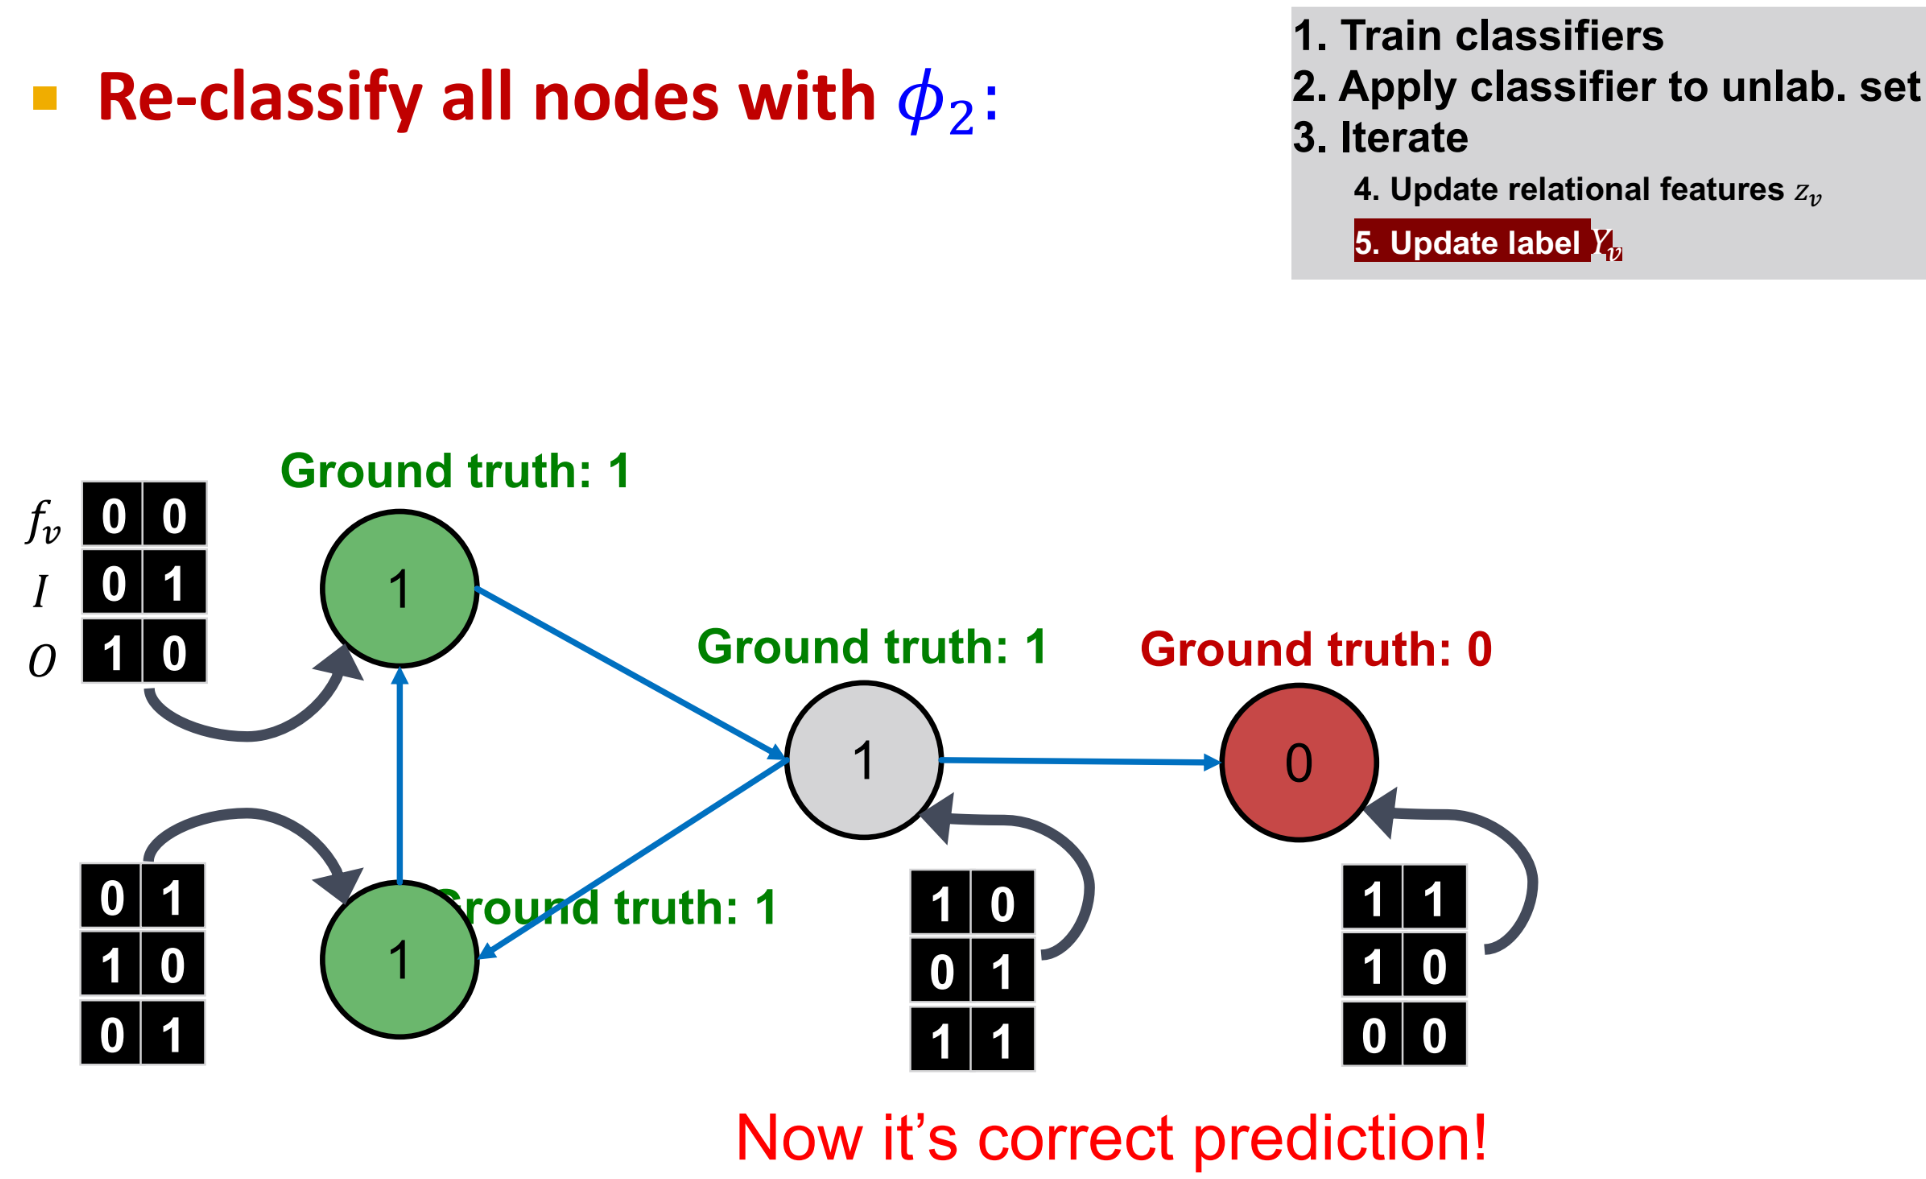 ▪ Re-classify all nodes with ϕ₂:
1. Train classifiers
2. Apply classifier to unlab. set
3. Iterate
4. Update relational features z_v
5. Update label Y_v
Ground truth: 1
f_v 0 0
I 0 1
O 1 0
1
Ground truth: 1
1
Ground truth: 0
0
0 1
1 0
0 1
1
Ground truth: 1
1 0
0 1
1 1
1 1
1 0
0 0
Now it’s correct prediction!